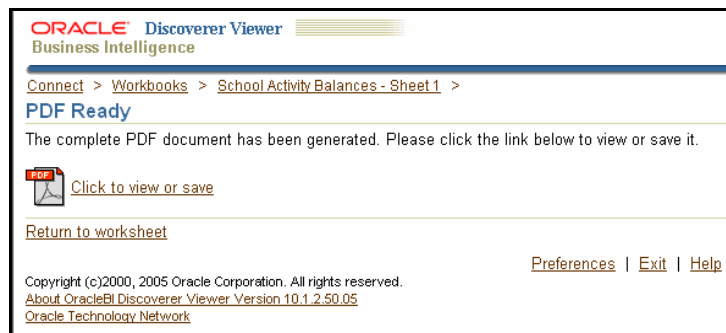 ORACLE Discoverer Viewer
Business Intelligence
Connect > Workbooks > School Activity Balances - Sheet 1 >
PDF Ready
The complete PDF document has been generated. Please click the link below to view or save it.
PDF
Click to view or save
Return to worksheet
Preferences | Exit | Help
Copyright (c)2000, 2005 Oracle Corporation. All rights reserved.
About OracleBI Discoverer Viewer Version 10.1.2.50.05
Oracle Technology Network